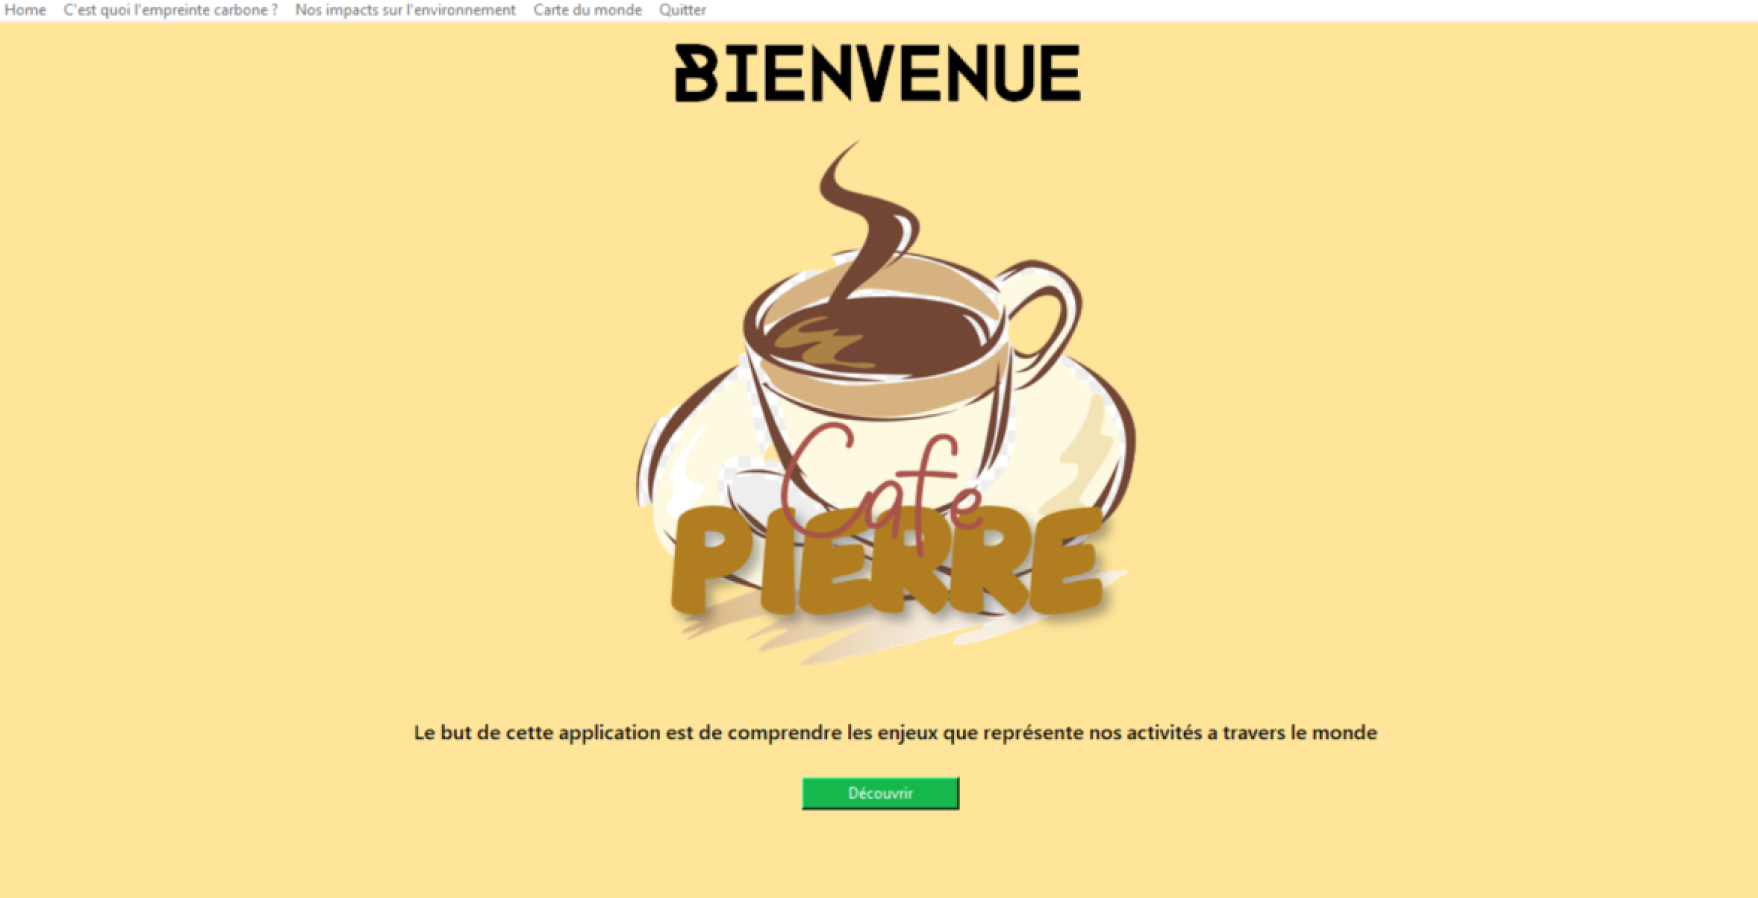 Home C'est quoi l'empreinte carbone ? Nos impacts sur l'environnement Carte du monde Quitter
BIENVENUE
Cafe
PIERRE
Le but de cette application est de comprendre les enjeux que représente nos activités a travers le monde
Découvrir